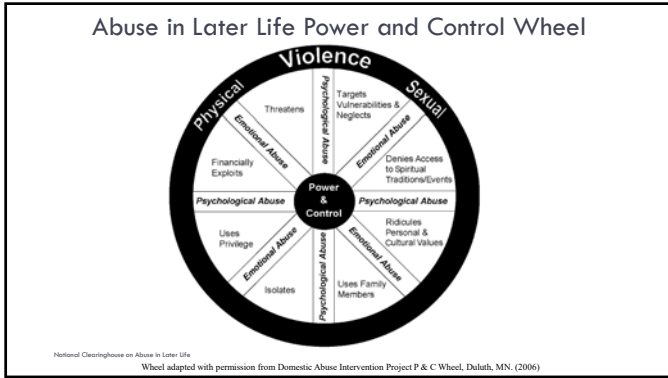 Abuse in Later Life Power and Control Wheel
Violence
Physical
Sexual
Psychological Abuse
Targets
Vulnerabilities &
Neglects
Emotional Abuse
Denies Access
to Spiritual
Traditions/Events
Psychological Abuse
Ridicules
Personal &
Cultural Values
Emotional Abuse
Uses Family
Members
Psychological Abuse
Isolates
Emotional Abuse
Uses
Privilege
Psychological Abuse
Financially
Exploits
Emotional Abuse
Threatens
Power
&
Control
National Clearinghouse on Abuse in Later Life
Wheel adapted with permission from Domestic Abuse Intervention Project P & C Wheel, Duluth, MN. (2006)